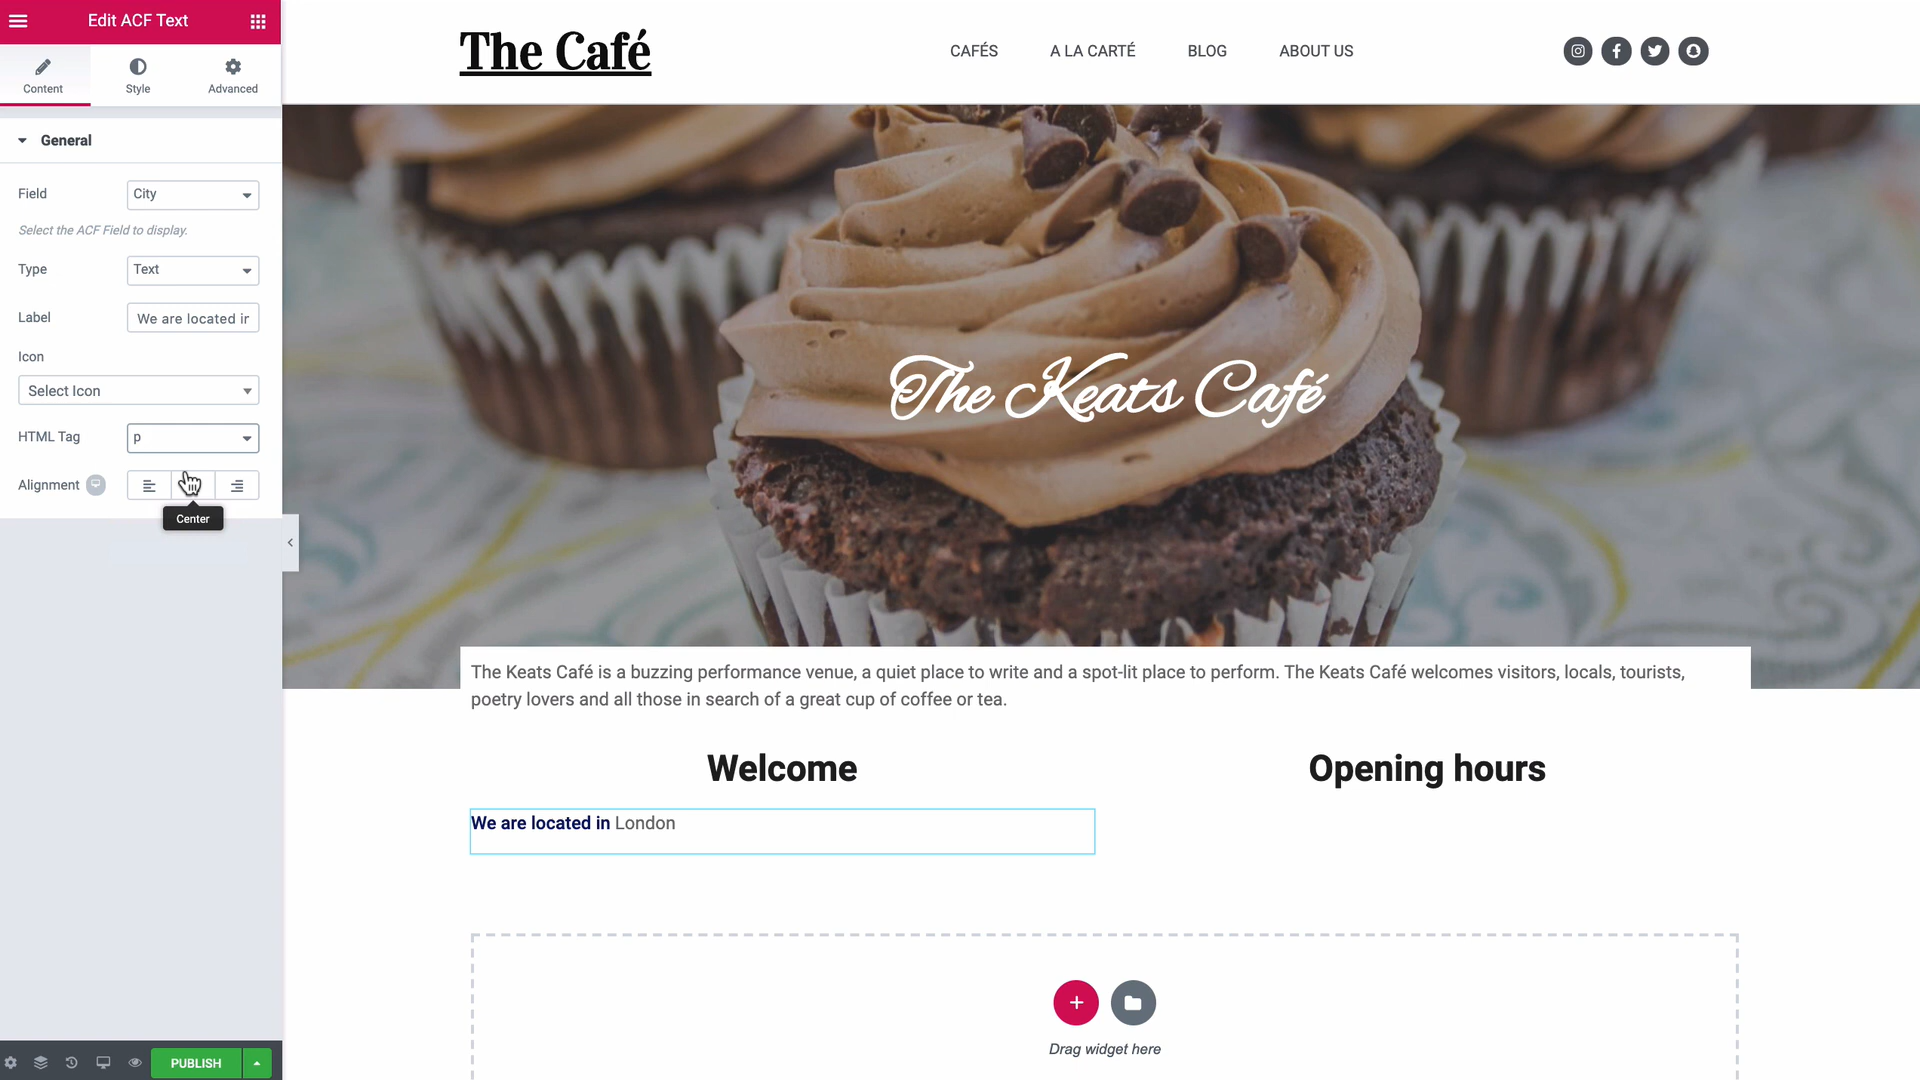 Edit ACF Text
Content
Style
Advanced
General
Field
City
Select the ACF Field to display.
Type
Text
Label
We are located in
Icon
Select Icon
HTML Tag
p
Alignment
Center
PUBLISH
The Café
CAFÉS
A LA CARTÉ
BLOG
ABOUT US
The Keats Café
The Keats Café is a buzzing performance venue, a quiet place to write and a spot-lit place to perform. The Keats Café welcomes visitors, locals, tourists,
poetry lovers and all those in search of a great cup of coffee or tea.
Welcome
Opening hours
We are located in London
Drag widget here